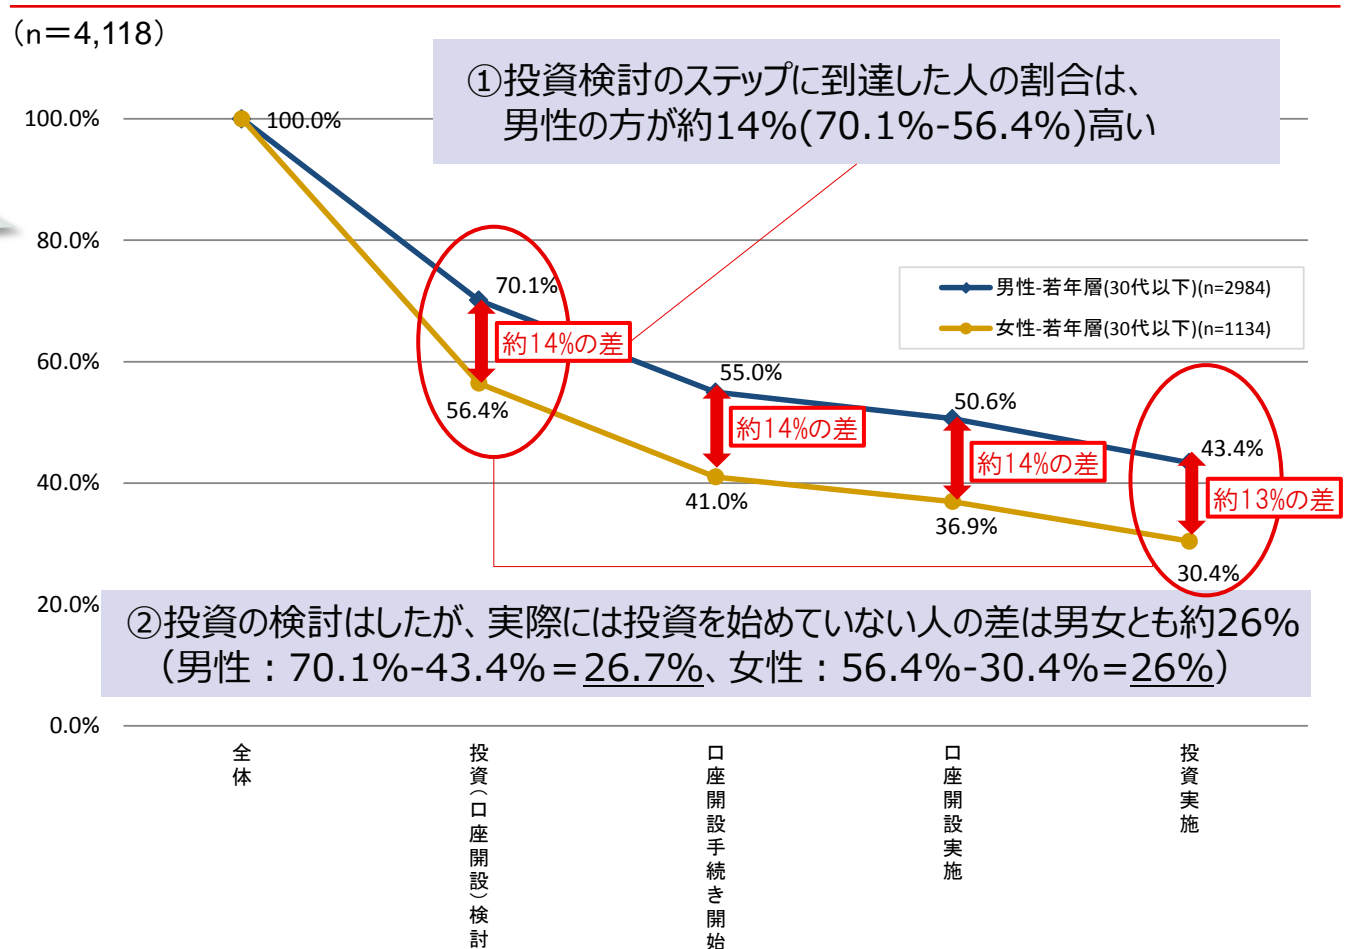 (n=4,118)
①投資検討のステップに到達した人の割合は、
男性の方が約14%(70.1%-56.4%)高い
100.0%
80.0%
60.0%
40.0%
20.0%
0.0%
100.0%
70.1%
55.0%
50.6%
43.4%
56.4%
41.0%
36.9%
30.4%
男性-若年層(30代以下)(n=2984)
女性-若年層(30代以下)(n=1134)
約14%の差
約14%の差
約14%の差
約13%の差
②投資の検討はしたが、実際には投資を始めていない人の差は男女とも約26%
（男性：70.1%-43.4%＝26.7%、女性：56.4%-30.4%=26%）
全体
投資（口座開設）検討
口座開設手続き開始
口座開設実施
投資実施